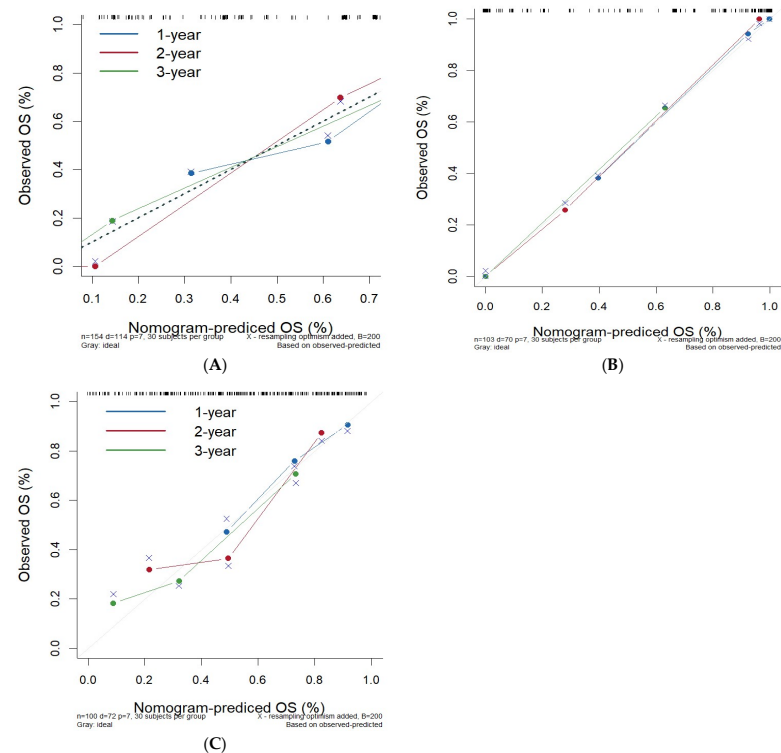 1-year
2-year
3-year
Observed OS (%)
0.0 0.2 0.4 0.6 0.8 1.0
0.1 0.2 0.3 0.4 0.5 0.6 0.7
Nomogram-prediced OS (%)
n=154 d=114 p=7, 30 subjects per group
Gray: ideal
X - resampling optimism added, B=200
Based on observed-predicted
(A)
Observed OS (%)
0.0 0.2 0.4 0.6 0.8 1.0
0.0 0.2 0.4 0.6 0.8 1.0
Nomogram-prediced OS (%)
n=103 d=70 p=7, 30 subjects per group
Gray: ideal
X - resampling optimism added, B=200
Based on observed-predicted
(B)
1-year
2-year
3-year
Observed OS (%)
0.0 0.2 0.4 0.6 0.8 1.0
0.0 0.2 0.4 0.6 0.8 1.0
Nomogram-prediced OS (%)
n=100 d=72 p=7, 30 subjects per group
Gray: ideal
X - resampling optimism added, B=200
Based on observed-predicted
(C)